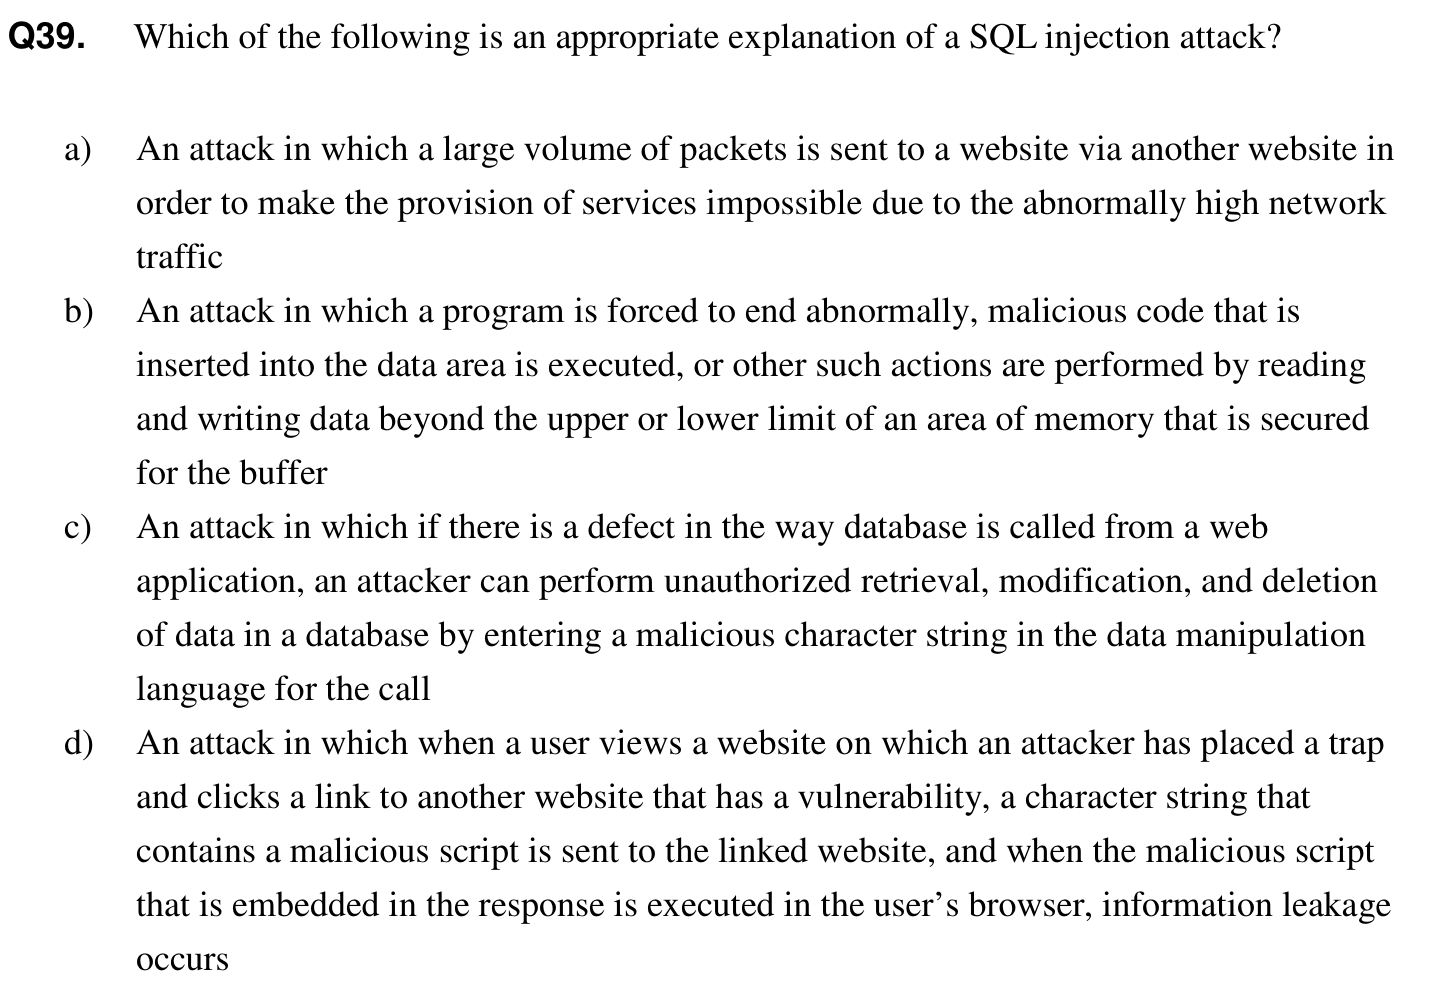 Q39. Which of the following is an appropriate explanation of a SQL injection attack?
a) An attack in which a large volume of packets is sent to a website via another website in
order to make the provision of services impossible due to the abnormally high network
traffic
b) An attack in which a program is forced to end abnormally, malicious code that is
inserted into the data area is executed, or other such actions are performed by reading
and writing data beyond the upper or lower limit of an area of memory that is secured
for the buffer
c) An attack in which if there is a defect in the way database is called from a web
application, an attacker can perform unauthorized retrieval, modification, and deletion
of data in a database by entering a malicious character string in the data manipulation
language for the call
d) An attack in which when a user views a website on which an attacker has placed a trap
and clicks a link to another website that has a vulnerability, a character string that
contains a malicious script is sent to the linked website, and when the malicious script
that is embedded in the response is executed in the user’s browser, information leakage
occurs